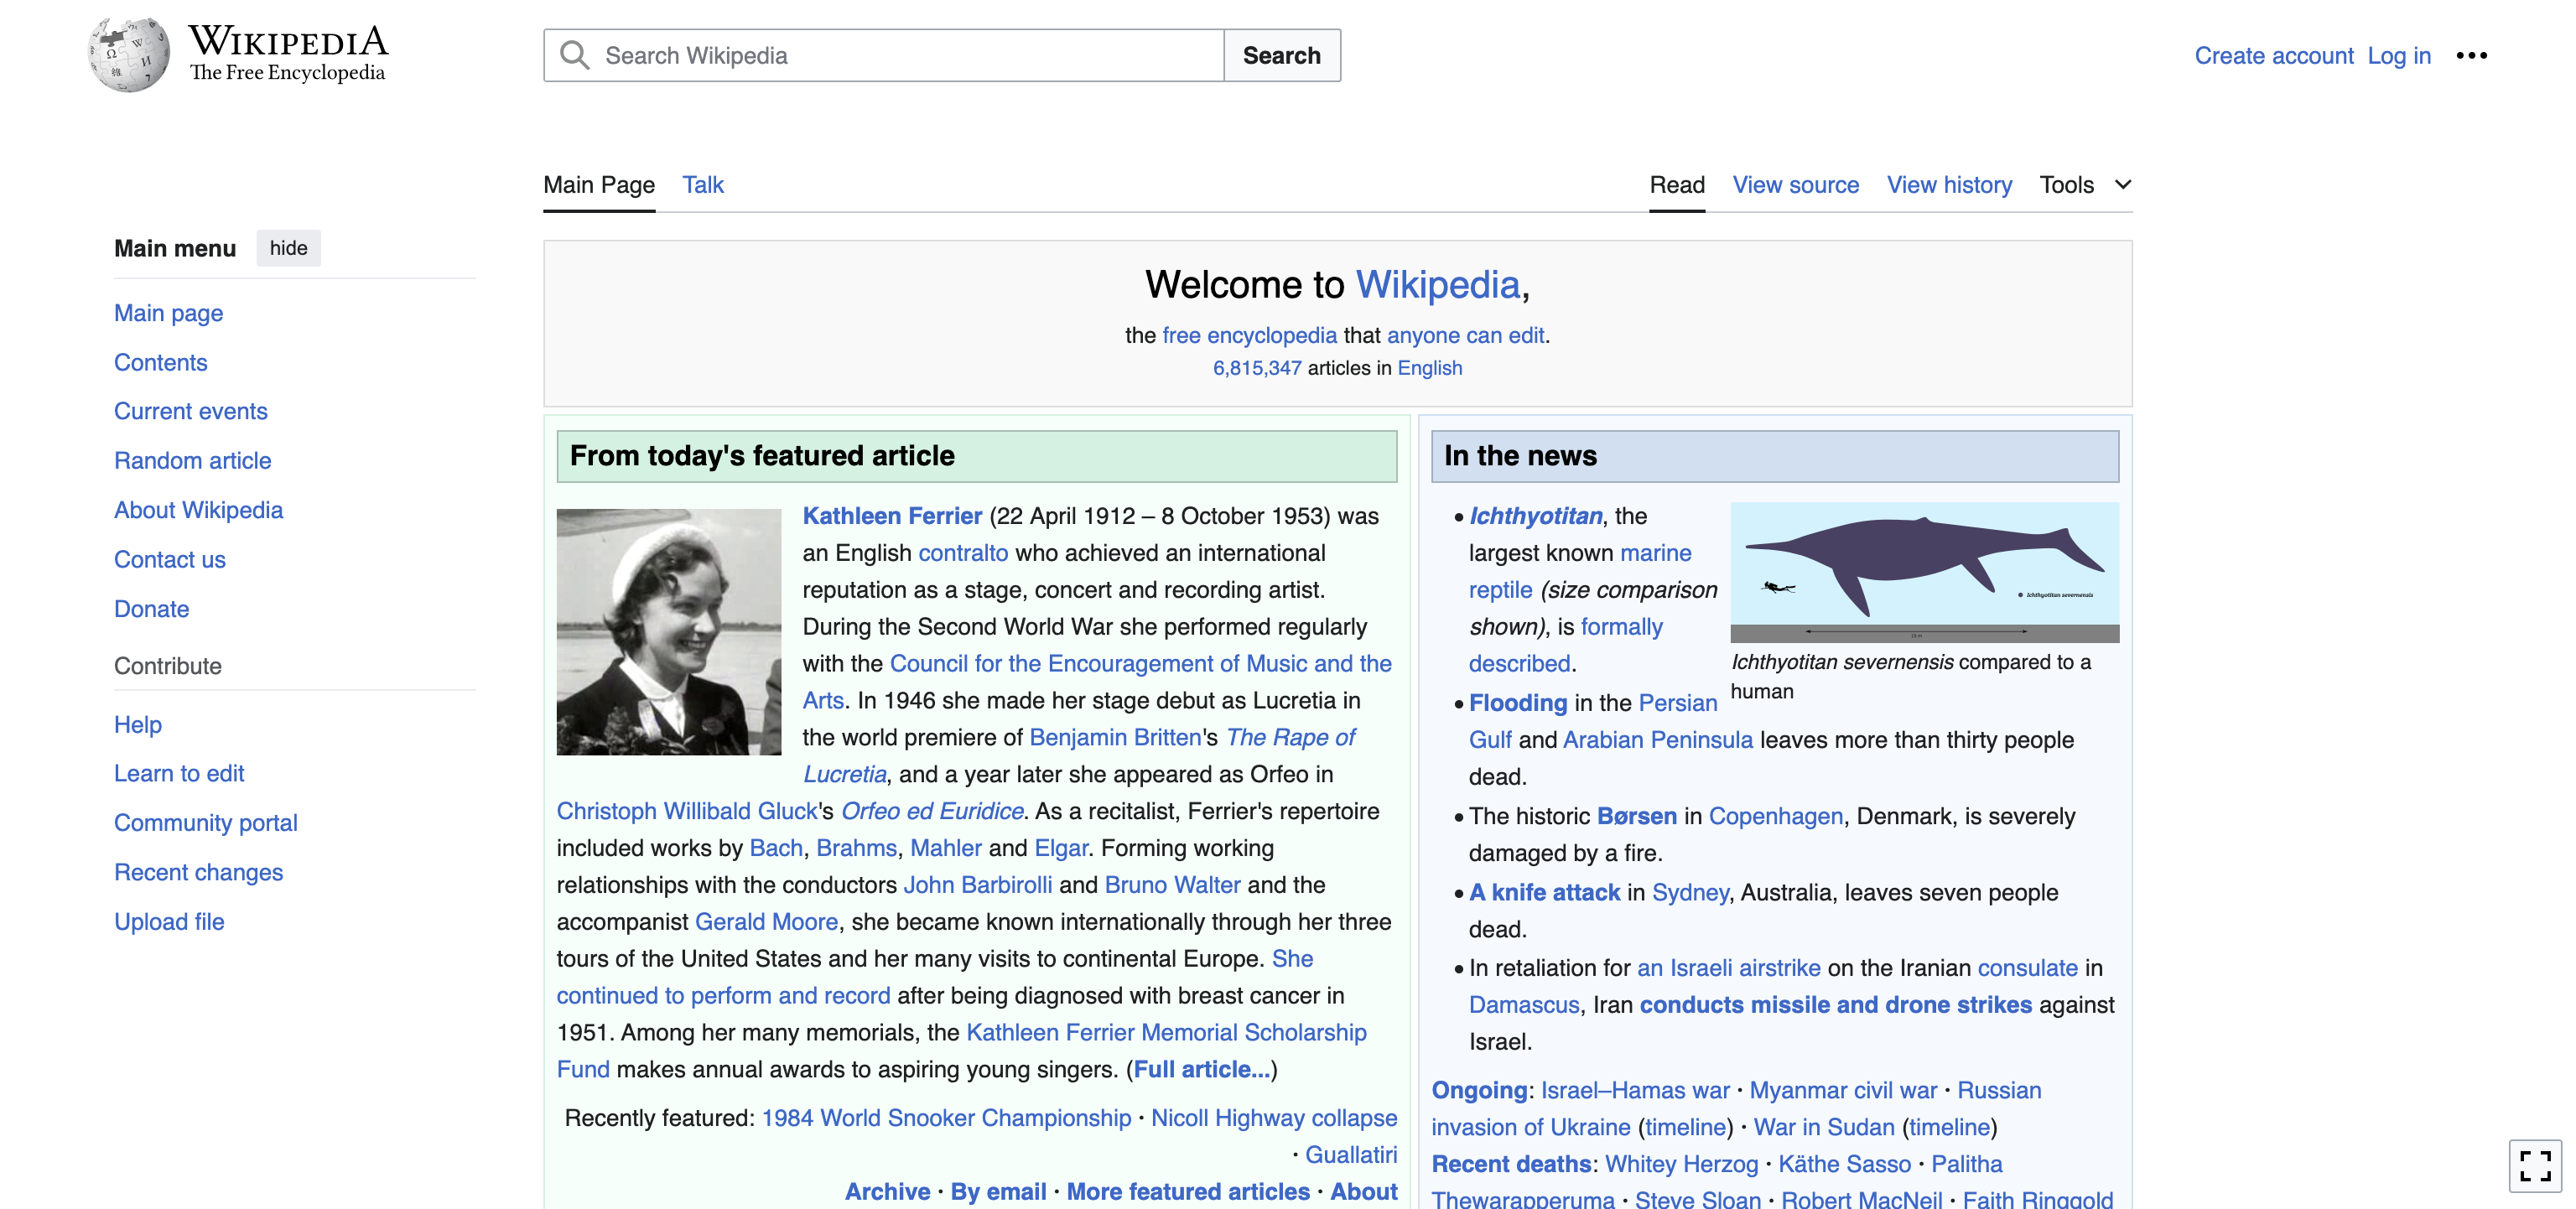 WIKIPEDIA
The Free Encyclopedia
Search Wikipedia
Search
Create account Log in
Main Page Talk
Read View source View history Tools
Main menu hide
Main page
Contents
Current events
Random article
About Wikipedia
Contact us
Donate
Contribute
Help
Learn to edit
Community portal
Recent changes
Upload file
Welcome to Wikipedia,
the free encyclopedia that anyone can edit.
6,815,347 articles in English
From today's featured article
Kathleen Ferrier (22 April 1912 – 8 October 1953) was
an English contralto who achieved an international
reputation as a stage, concert and recording artist.
During the Second World War she performed regularly
with the Council for the Encouragement of Music and the
Arts. In 1946 she made her stage debut as Lucretia in
the world premiere of Benjamin Britten's The Rape of
Lucretia, and a year later she appeared as Orfeo in
Christoph Willibald Gluck's Orfeo ed Euridice. As a recitalist, Ferrier's repertoire
included works by Bach, Brahms, Mahler and Elgar. Forming working
relationships with the conductors John Barbirolli and Bruno Walter and the
accompanist Gerald Moore, she became known internationally through her three
tours of the United States and her many visits to continental Europe. She
continued to perform and record after being diagnosed with breast cancer in
1951. Among her many memorials, the Kathleen Ferrier Memorial Scholarship
Fund makes annual awards to aspiring young singers. (Full article...)
Recently featured: 1984 World Snooker Championship · Nicoll Highway collapse
· Guallatiri
Archive · By email · More featured articles · About
In the news
• Ichthyotitan, the
largest known marine
reptile (size comparison
shown), is formally
described.
Ichthyotitan severnensis
Ichthyotitan severnensis compared to a
human
• Flooding in the Persian
Gulf and Arabian Peninsula leaves more than thirty people
dead.
• The historic Børsen in Copenhagen, Denmark, is severely
damaged by a fire.
• A knife attack in Sydney, Australia, leaves seven people
dead.
• In retaliation for an Israeli airstrike on the Iranian consulate in
Damascus, Iran conducts missile and drone strikes against
Israel.
Ongoing: Israel–Hamas war · Myanmar civil war · Russian
invasion of Ukraine (timeline) · War in Sudan (timeline)
Recent deaths: Whitey Herzog · Käthe Sasso · Palitha
Thewarapperuma · Steve Sloan · Robert MacNeil · Faith Ringgold